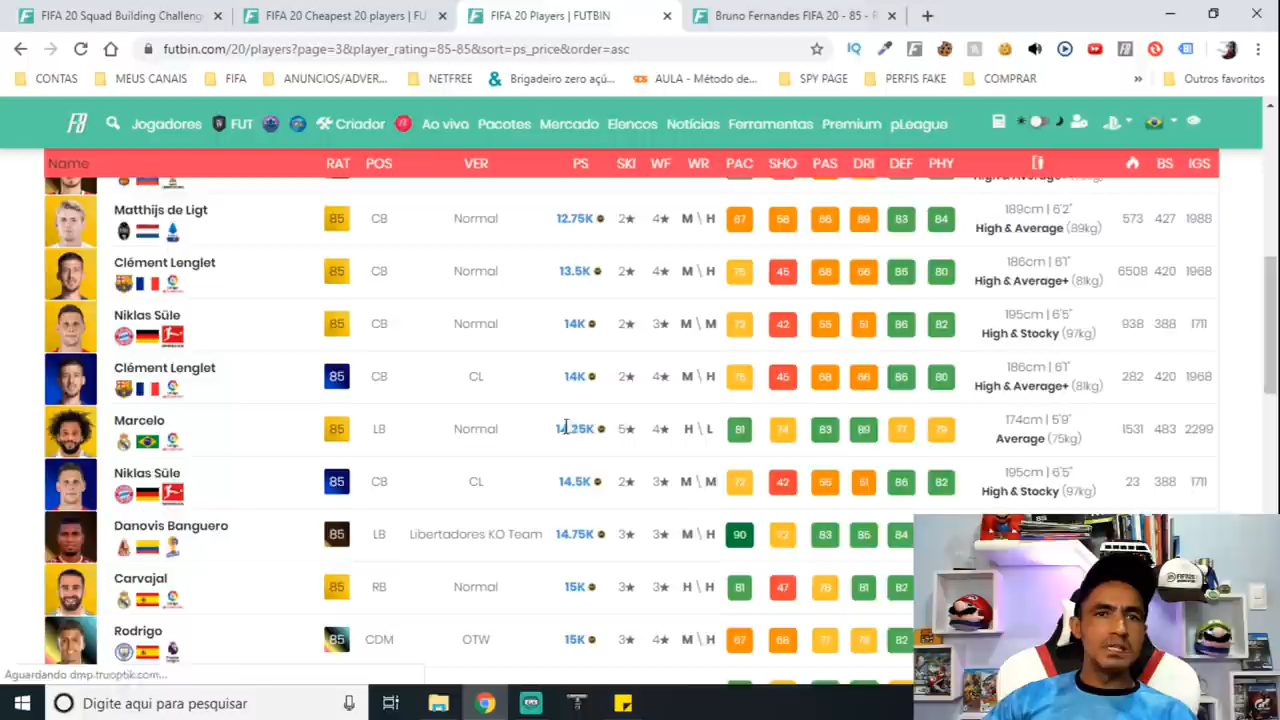 FIFA 20 Squad Building Challeng
FIFA 20 Cheapest 20 players | FU
FIFA 20 Players | FUTBIN
Bruno Fernandes FIFA 20 - 85 - R
futbin.com/20/players?page=3&player_rating=85-85&sort=ps_price&order=asc
CONTAS MEUS CANAIS FIFA ANUNCIOS/ADVER... NETFREE Brigadeiro zero açú... AULA - Método de... SPY PAGE PERFIS FAKE COMPRAR » Outros favoritos
Jogadores FUT Criador Ao vivo Pacotes Mercado Elencos Notícias Ferramentas Premium pLeague
Name RAT POS VER PS SKI WF WR PAC SHO PAS DRI DEF PHY BS IGS
Matthijs de Ligt 85 CB Normal 12.75K 2★ 4★ M \ H 67 58 66 69 83 84 189cm | 6'2" 573 427 1988
High & Average (89kg)
Clément Lenglet 85 CB Normal 13.5K 2★ 4★ M \ H 75 45 68 66 86 80 186cm | 6'1" 6508 420 1968
High & Average+ (81kg)
Niklas Süle 85 CB Normal 14K 2★ 3★ M \ M 72 42 55 51 86 82 195cm | 6'5" 938 388 1711
High & Stocky (97kg)
Clément Lenglet 85 CB CL 14K 2★ 4★ M \ H 75 45 68 66 86 80 186cm | 6'1" 282 420 1968
High & Average+ (81kg)
Marcelo 85 LB Normal 14.25K 5★ 4★ H \ L 81 74 83 89 77 79 174cm | 5'9" 1531 483 2299
Average (75kg)
Niklas Süle 85 CB CL 14.5K 2★ 3★ M \ M 72 42 55 51 86 82 195cm | 6'5" 23 388 1711
High & Stocky (97kg)
Danovis Banguero 85 LB Libertadores KO Team 14.75K 3★ 3★ M \ H 90 72 83 85 84
Carvajal 85 RB Normal 15K 3★ 3★ H \ H 81 47 78 81 82
Rodrigo 85 CDM OTW 15K 3★ 4★ M \ H 67 68 77 78 82
Aguardando dmp.truoptik.com...
Digite aqui para pesquisar